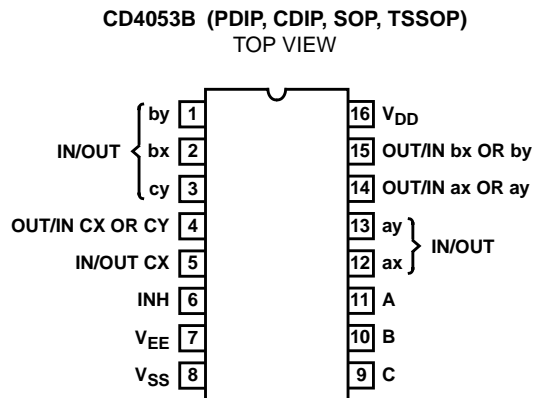 CD4053B (PDIP, CDIP, SOP, TSSOP)
TOP VIEW
by 1
bx 2
IN/OUT
cy 3
OUT/IN CX OR CY 4
IN/OUT CX 5
INH 6
VEE 7
VSS 8
16 VDD
15 OUT/IN bx OR by
14 OUT/IN ax OR ay
13 ay
IN/OUT
12 ax
11 A
10 B
9 C